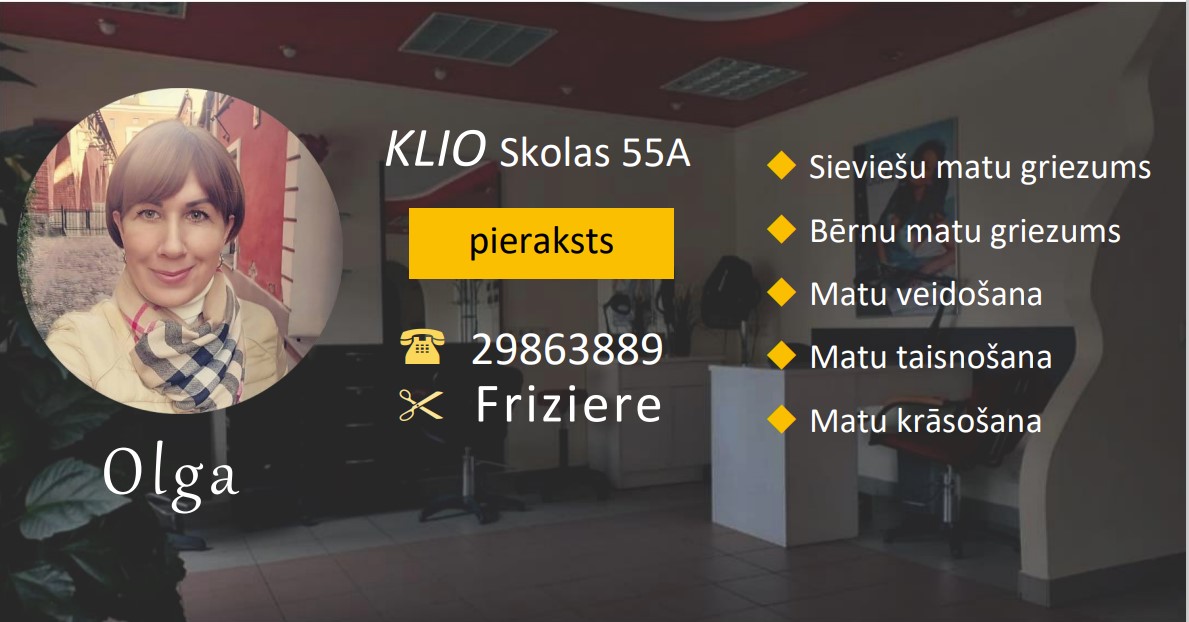 Olga
KLIO Skolas 55A
pieraksts
29863889
Friziere
Sieviešu matu griezums
Bērnu matu griezums
Matu veidošana
Matu taisnošana
Matu krāsošana